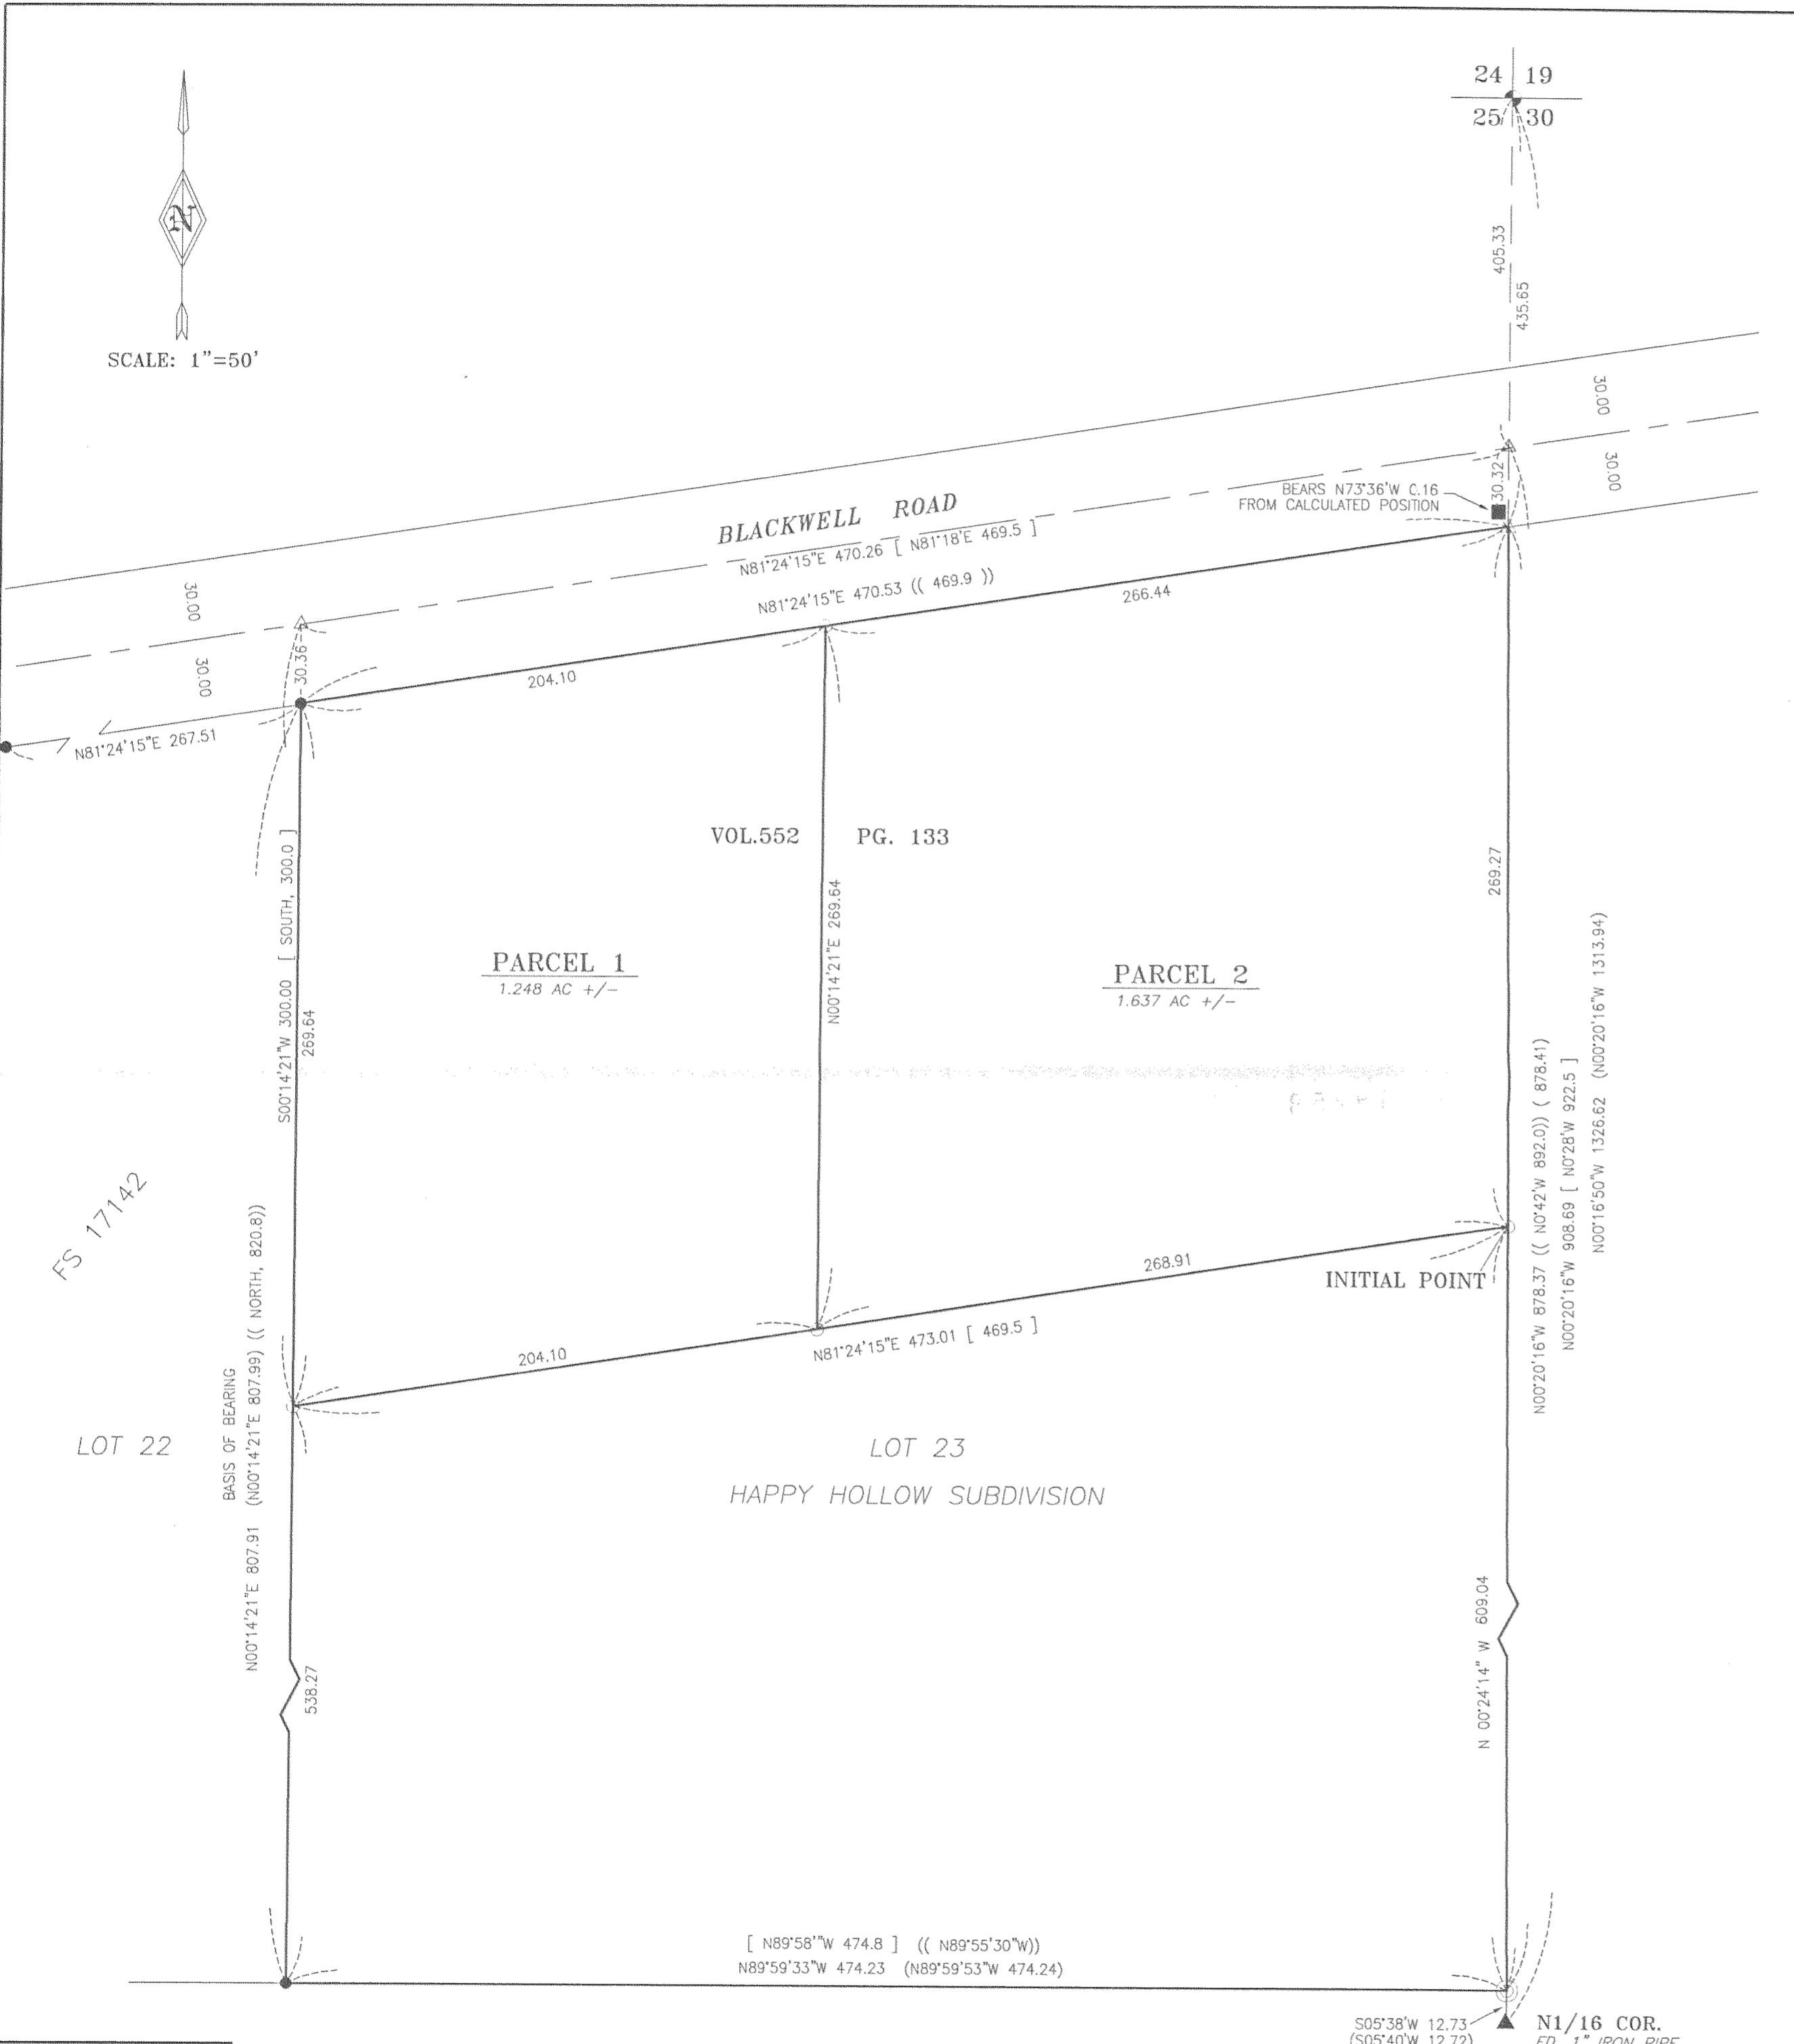 24 19
25 30
N
SCALE: 1"=50'
405.33
435.65
30.00
30.00
30.32
BEARS N73°36'W 0.16
FROM CALCULATED POSITION
BLACKWELL ROAD
N81°24'15"E 470.26 [ N81°18'E 469.5 ]
N81°24'15"E 470.53 (( 469.9 ))
266.44
30.00
30.00
30.36
204.10
N81°24'15"E 267.51
VOL.552 PG. 133
S00°14'21"W 300.00 [ SOUTH, 300.0 ]
269.64
N00°14'21"E 269.64
269.27
PARCEL 1
1.248 AC +/-
PARCEL 2
1.637 AC +/-
N00°20'16"W 878.37 (( N0°42'W 892.0)) ( 878.41)
N00°20'16"W 908.69 [ N0°28'W 922.5 ]
N00°16'50"W 1326.62 (N00°20'16"W 1313.94)
FS 17142
268.91
INITIAL POINT
204.10
N81°24'15"E 473.01 [ 469.5 ]
BASIS OF BEARING
N00°14'21"E 807.91 (N00°14'21"E 807.99) (( NORTH, 820.8))
LOT 22
LOT 23
HAPPY HOLLOW SUBDIVISION
538.27
N 00°24'14" W 609.04
[ N89°58'"W 474.8 ] (( N89°55'30"W))
N89°59'33"W 474.23 (N89°59'53"W 474.24)
S05°38'W 12.73
(S05°40'W 12.72)
N1/16 COR.
FD. 1" IRON PIPE